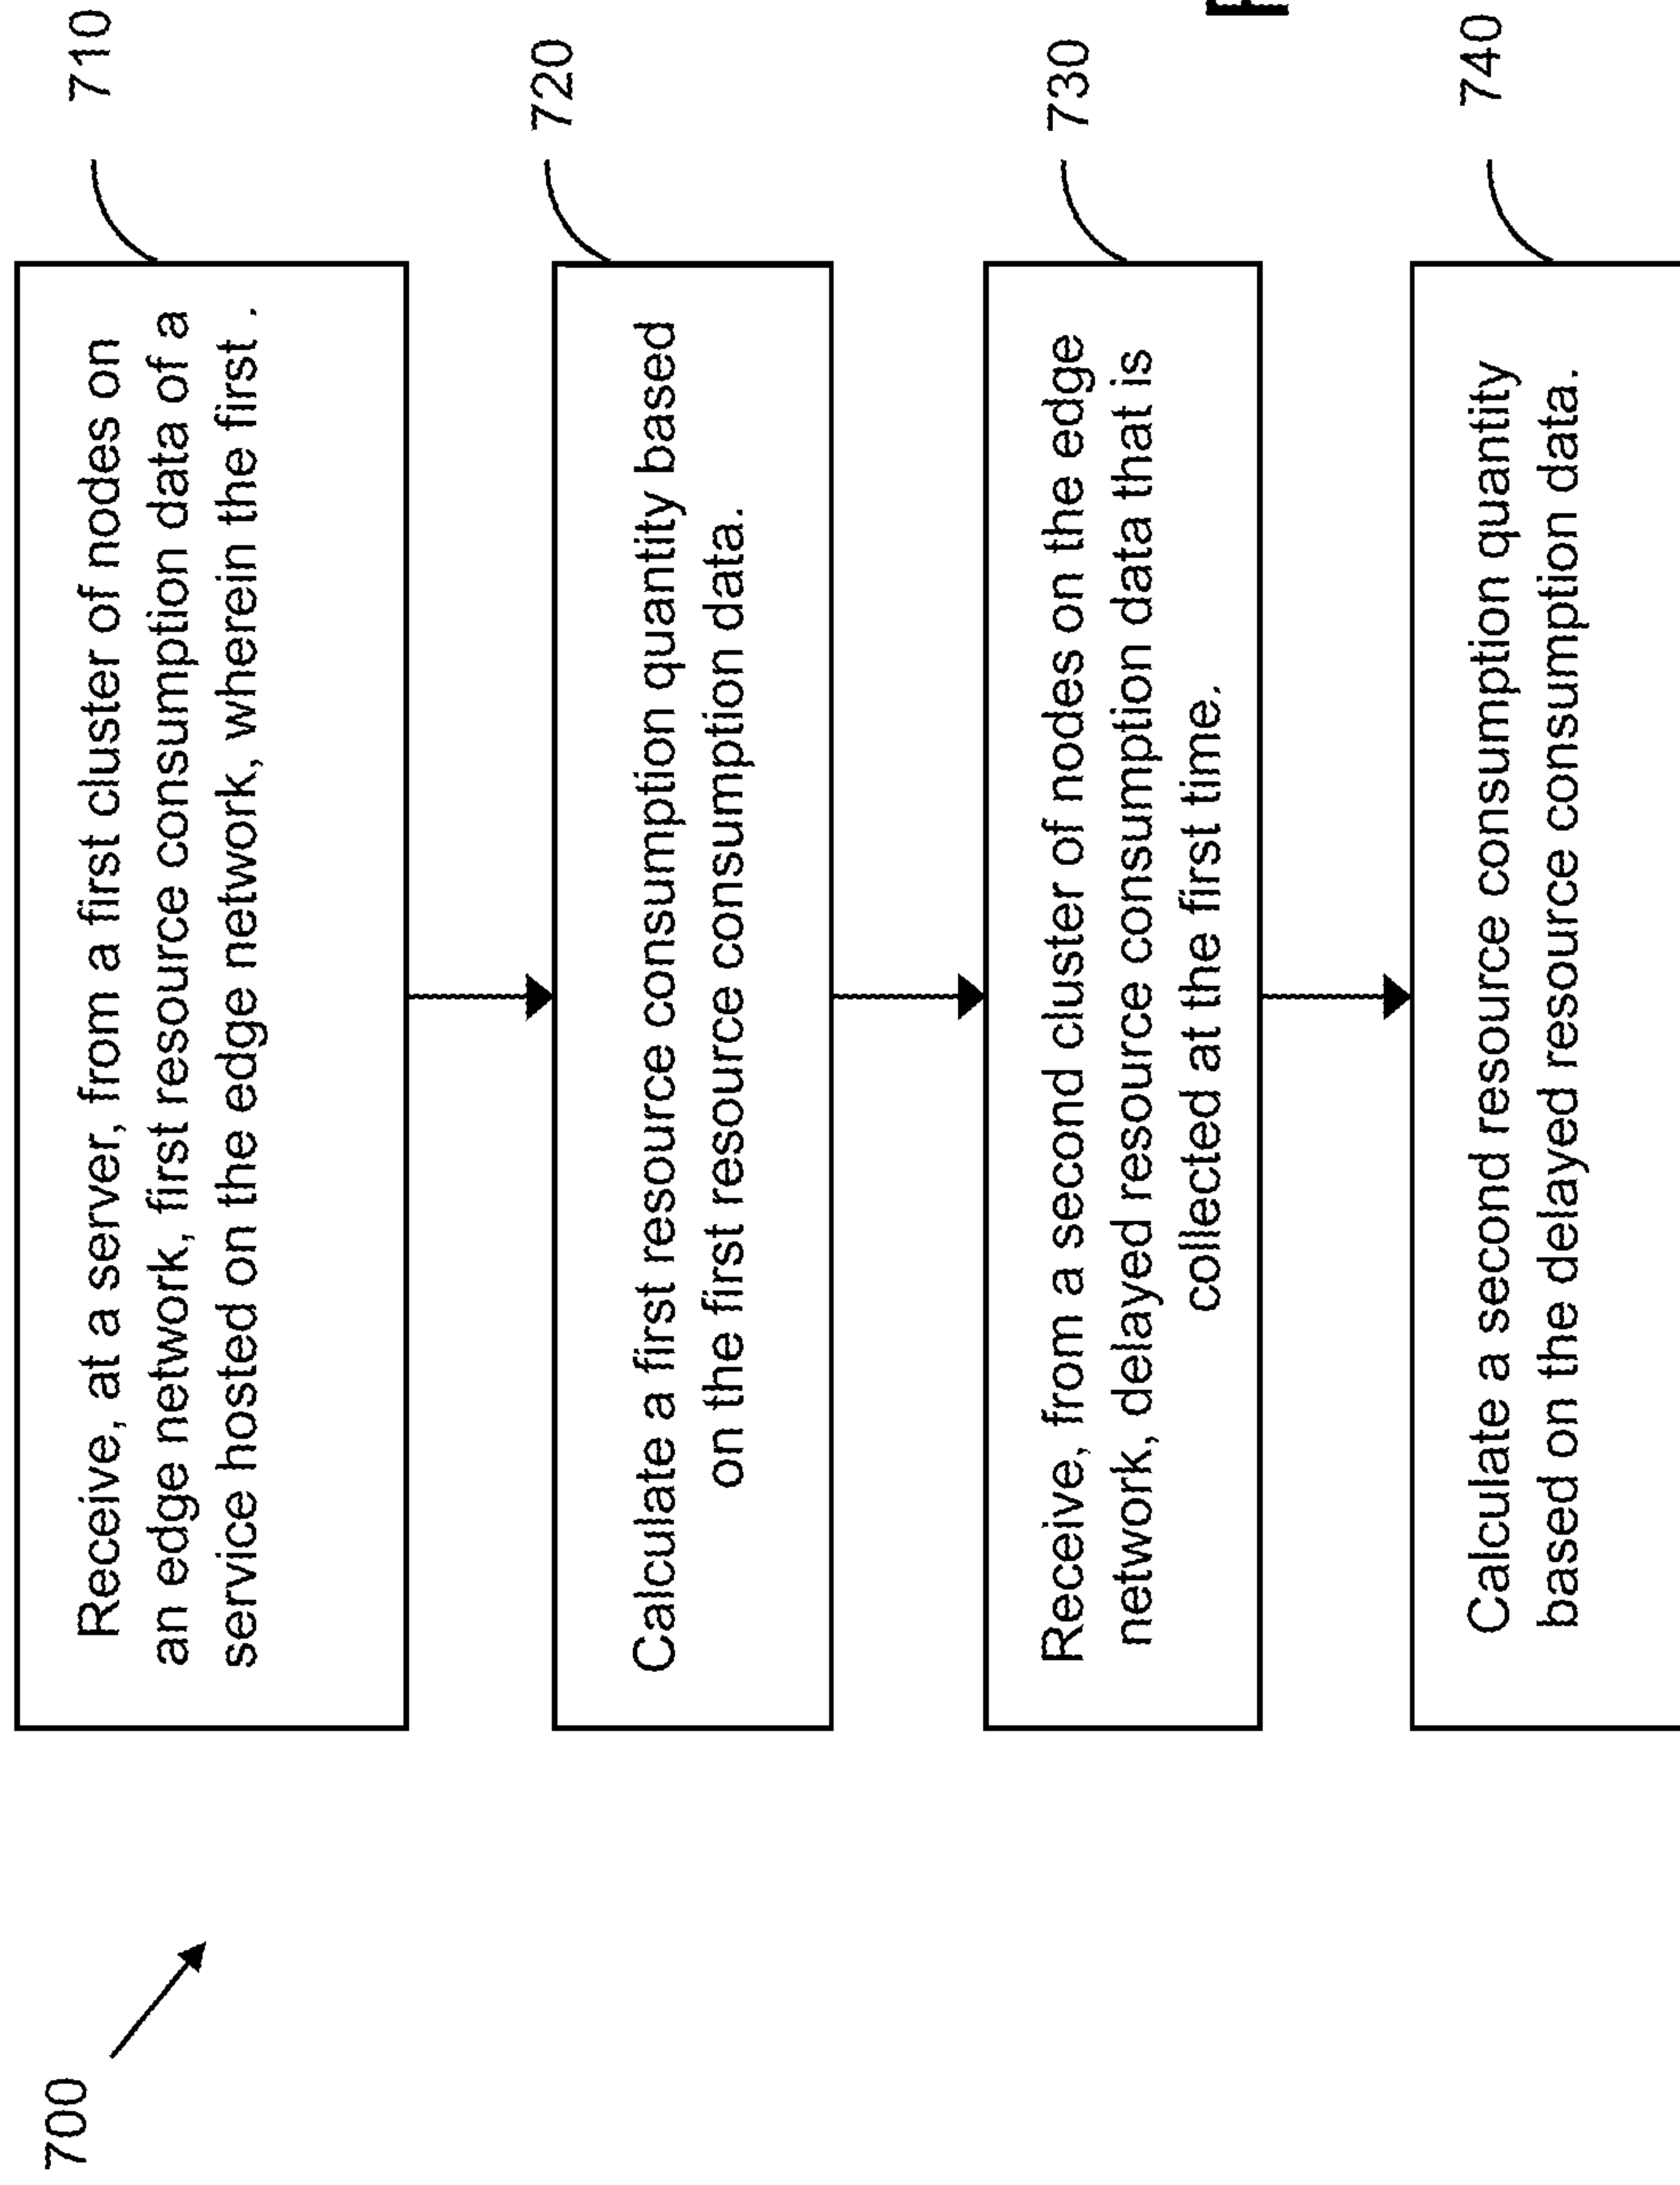 700
Receive, at a server, from a first cluster of nodes on
an edge network, first resource consumption data of a
service hosted on the edge network, wherein the first .
710
Calculate a first resource consumption quantity based
on the first resource consumption data.
720
Receive, from a second cluster of nodes on the edge
network, delayed resource consumption data that is
collected at the first time.
730
Calculate a second resource consumption quantity
based on the delayed resource consumption data.
740